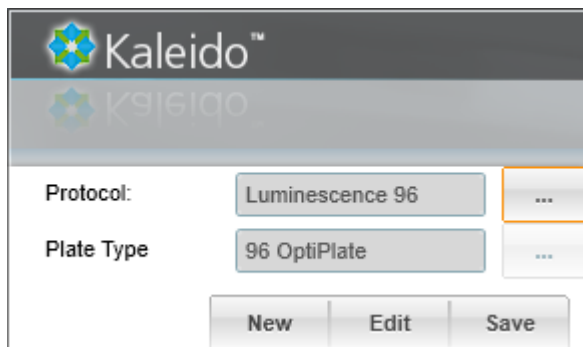 Kaleido™
Protocol: Luminescence 96 ...
Plate Type 96 OptiPlate ...
New Edit Save